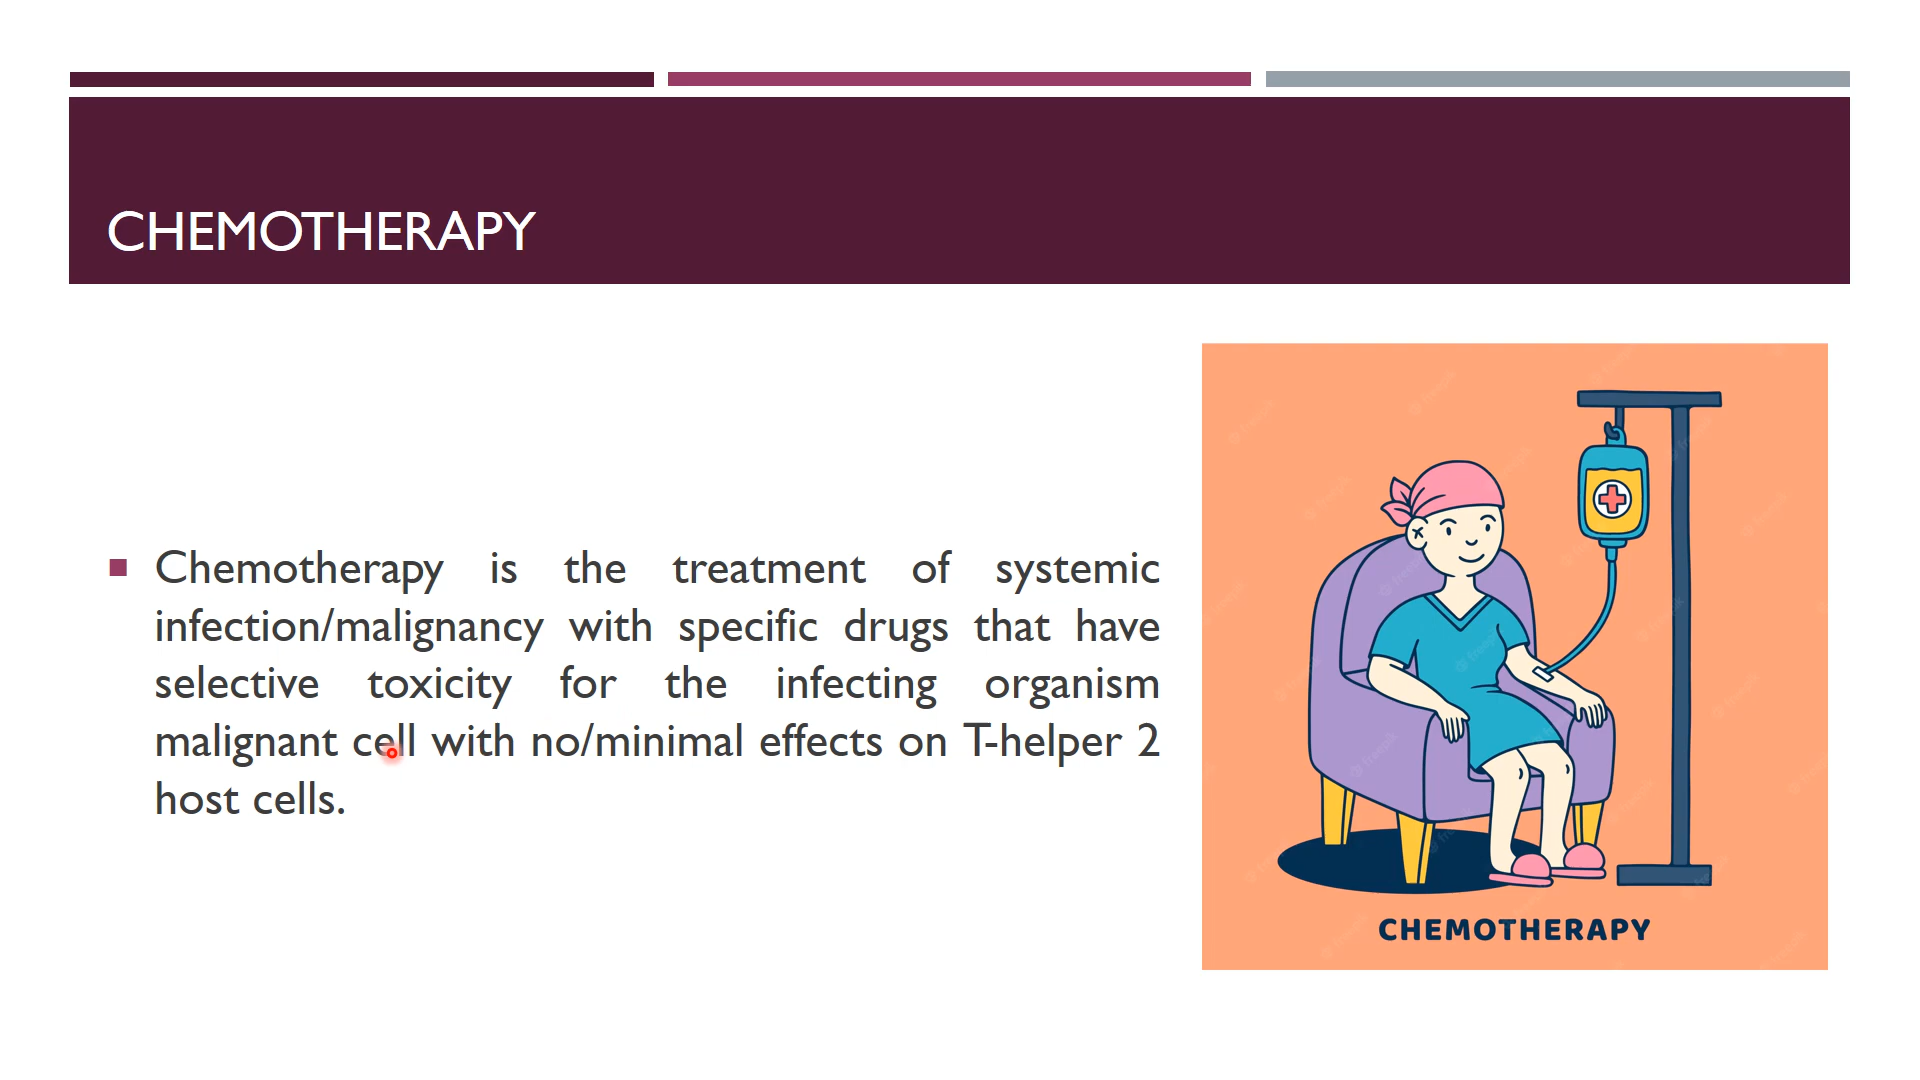 CHEMOTHERAPY
Chemotherapy is the treatment of systemic
infection/malignancy with specific drugs that have
selective toxicity for the infecting organism
malignant cell with no/minimal effects on T-helper 2
host cells.
CHEMOTHERAPY